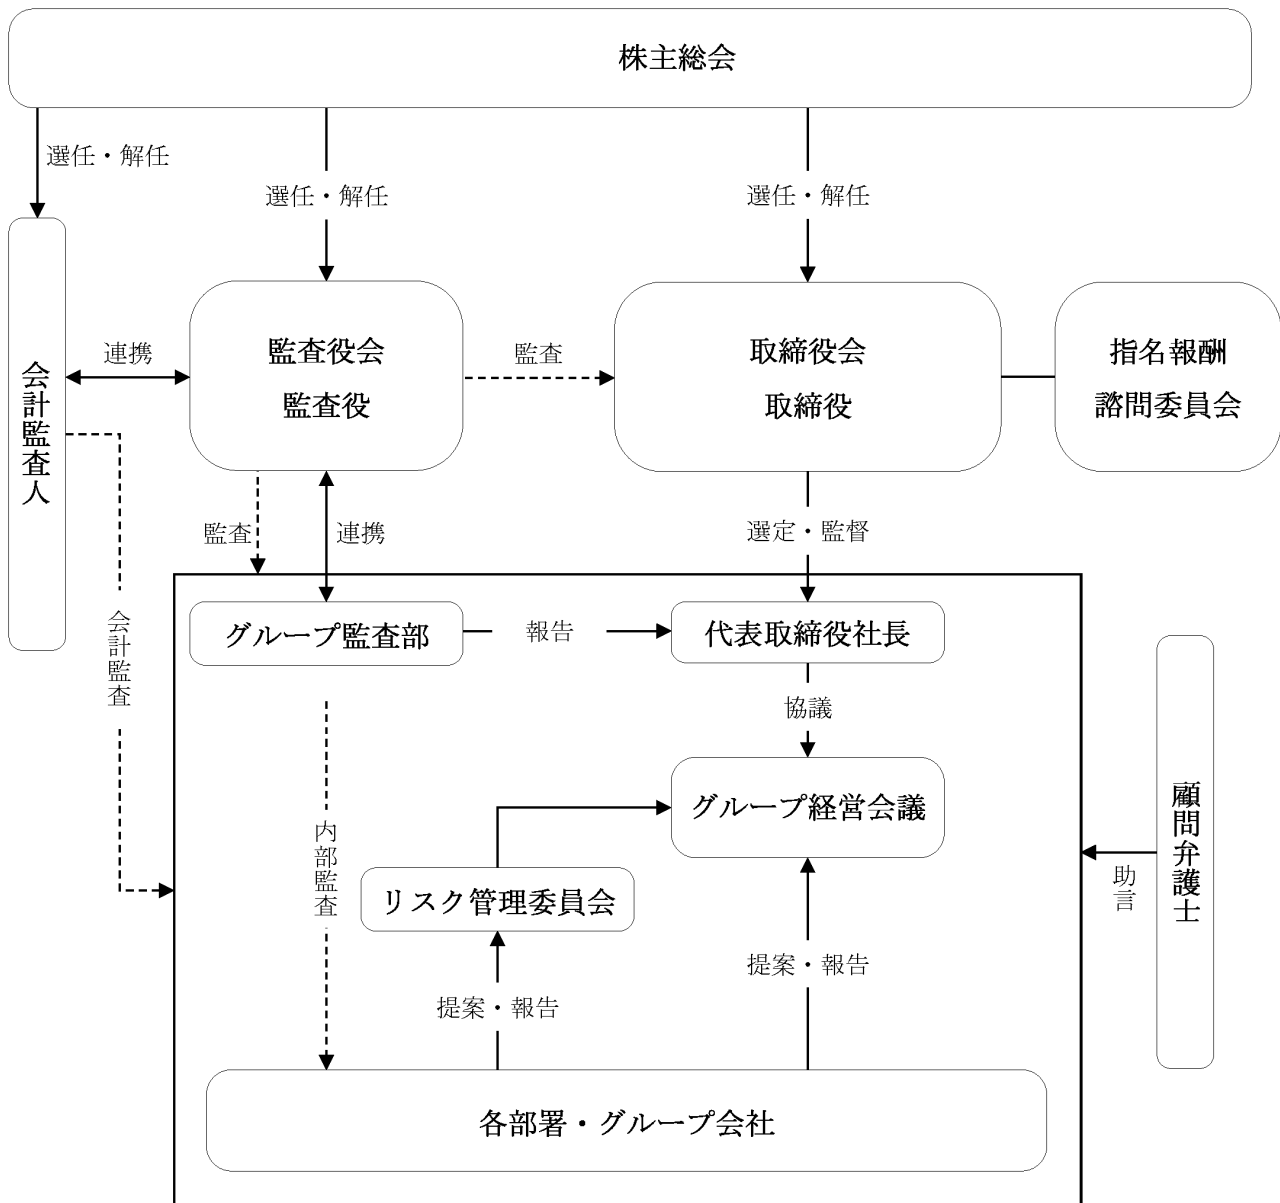 株主総会
選任・解任
選任・解任
選任・解任
会計監査人
連携
監査役会
監査役
監査
取締役会
取締役
指名報酬
諮問委員会
監査
連携
選定・監督
会計監査
グループ監査部
報告
代表取締役社長
協議
グループ経営会議
内部監査
リスク管理委員会
顧問弁護士
助言
提案・報告
提案・報告
各部署・グループ会社